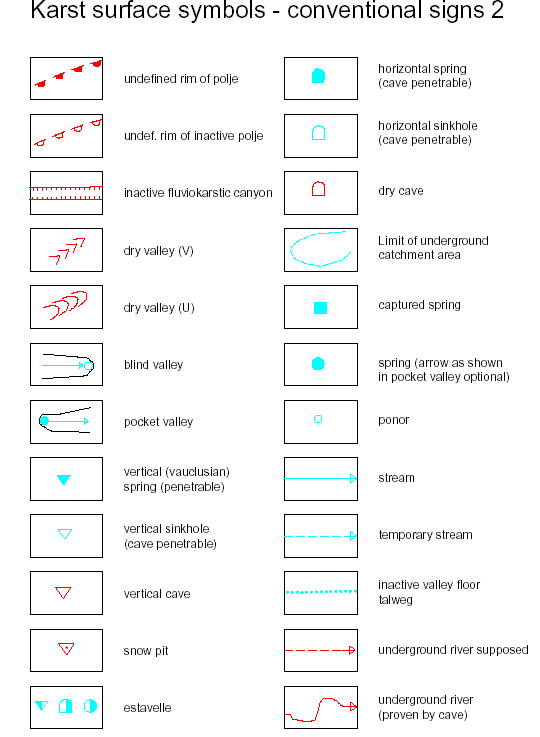 Karst surface symbols - conventional signs 2
undefined rim of polje
undef. rim of inactive polje
inactive fluviokarstic canyon
dry valley (V)
dry valley (U)
blind valley
pocket valley
vertical (vauclusian)
spring (penetrable)
vertical sinkhole
(cave penetrable)
vertical cave
snow pit
estavelle
horizontal spring
(cave penetrable)
horizontal sinkhole
(cave penetrable)
dry cave
Limit of underground
catchment area
captured spring
spring (arrow as shown
in pocket valley optional)
ponor
stream
temporary stream
inactive valley floor
talweg
underground river supposed
underground river
(proven by cave)